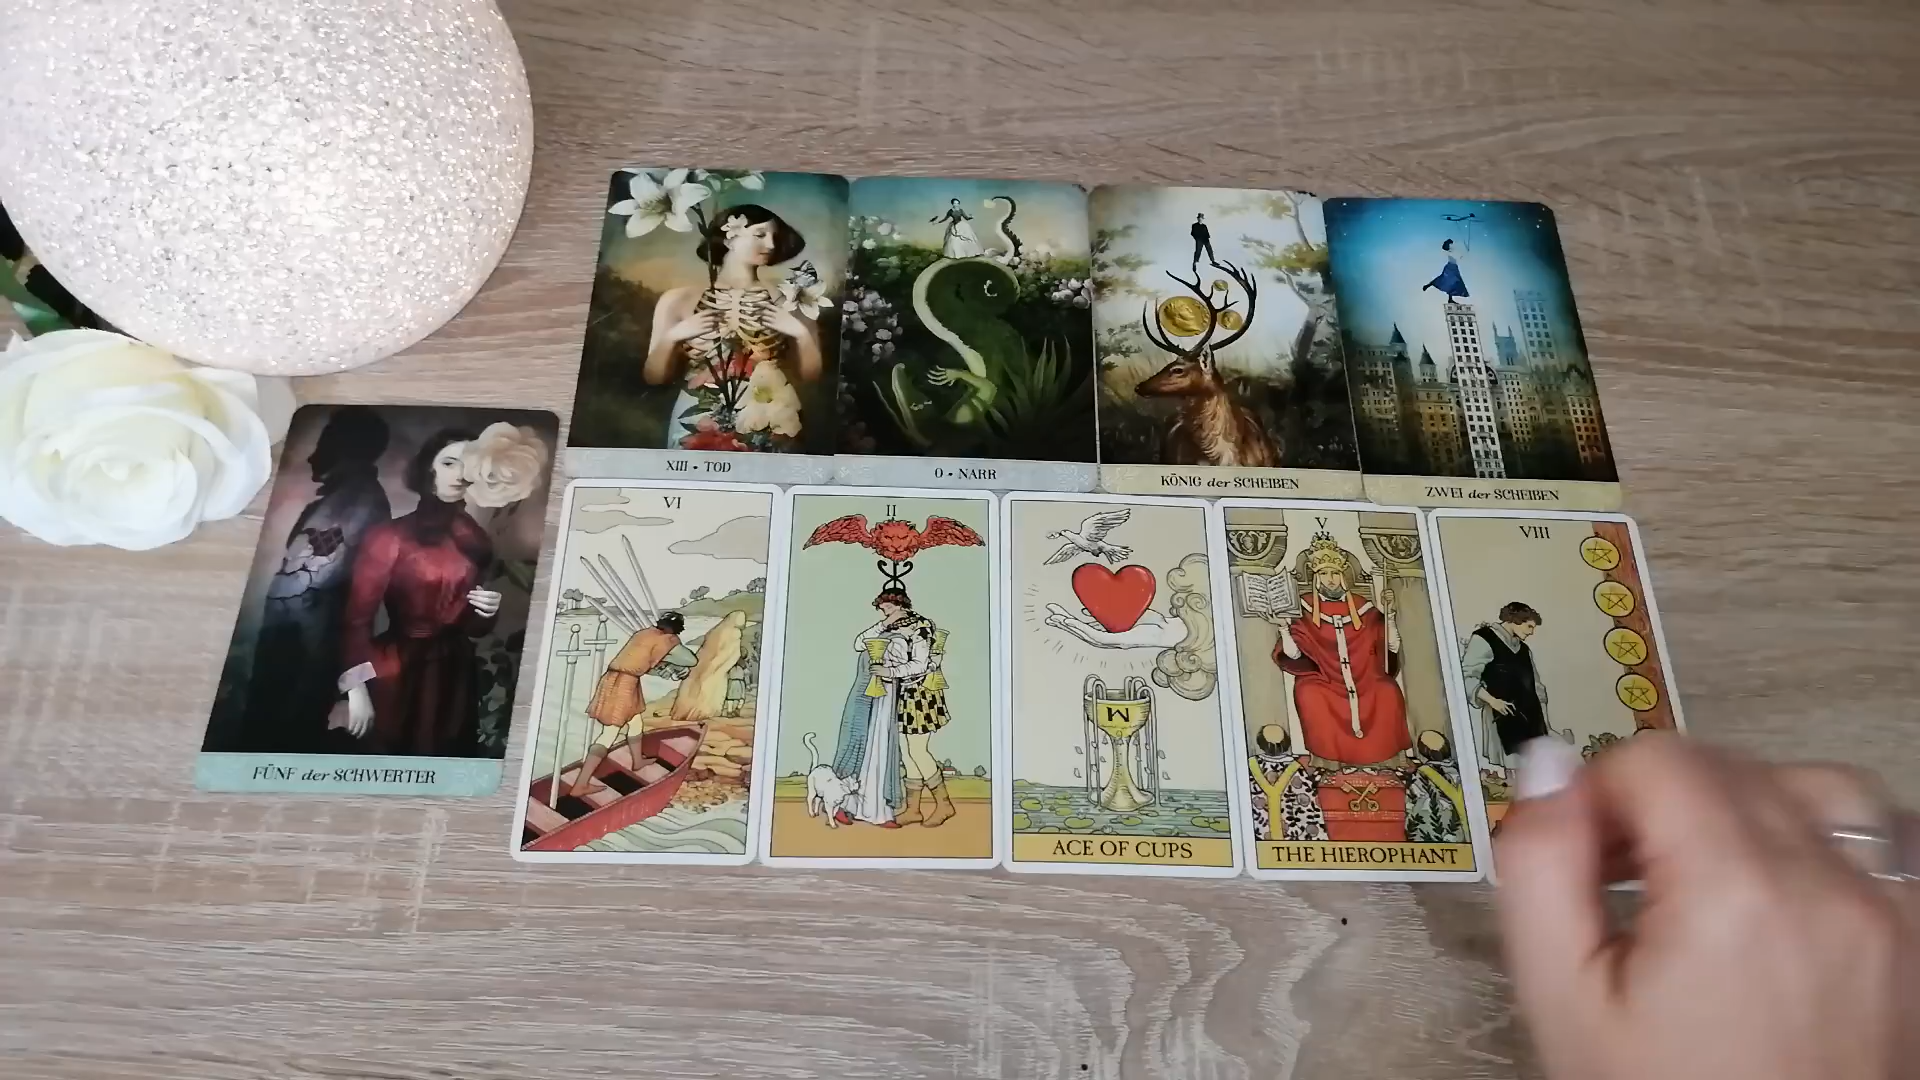 XIII • TOD
0 • NARR
KÖNIG der SCHEIBEN
ZWEI der SCHEIBEN
FÜNF der SCHWERTER
VI
II
ACE OF CUPS
V
THE HIEROPHANT
VIII